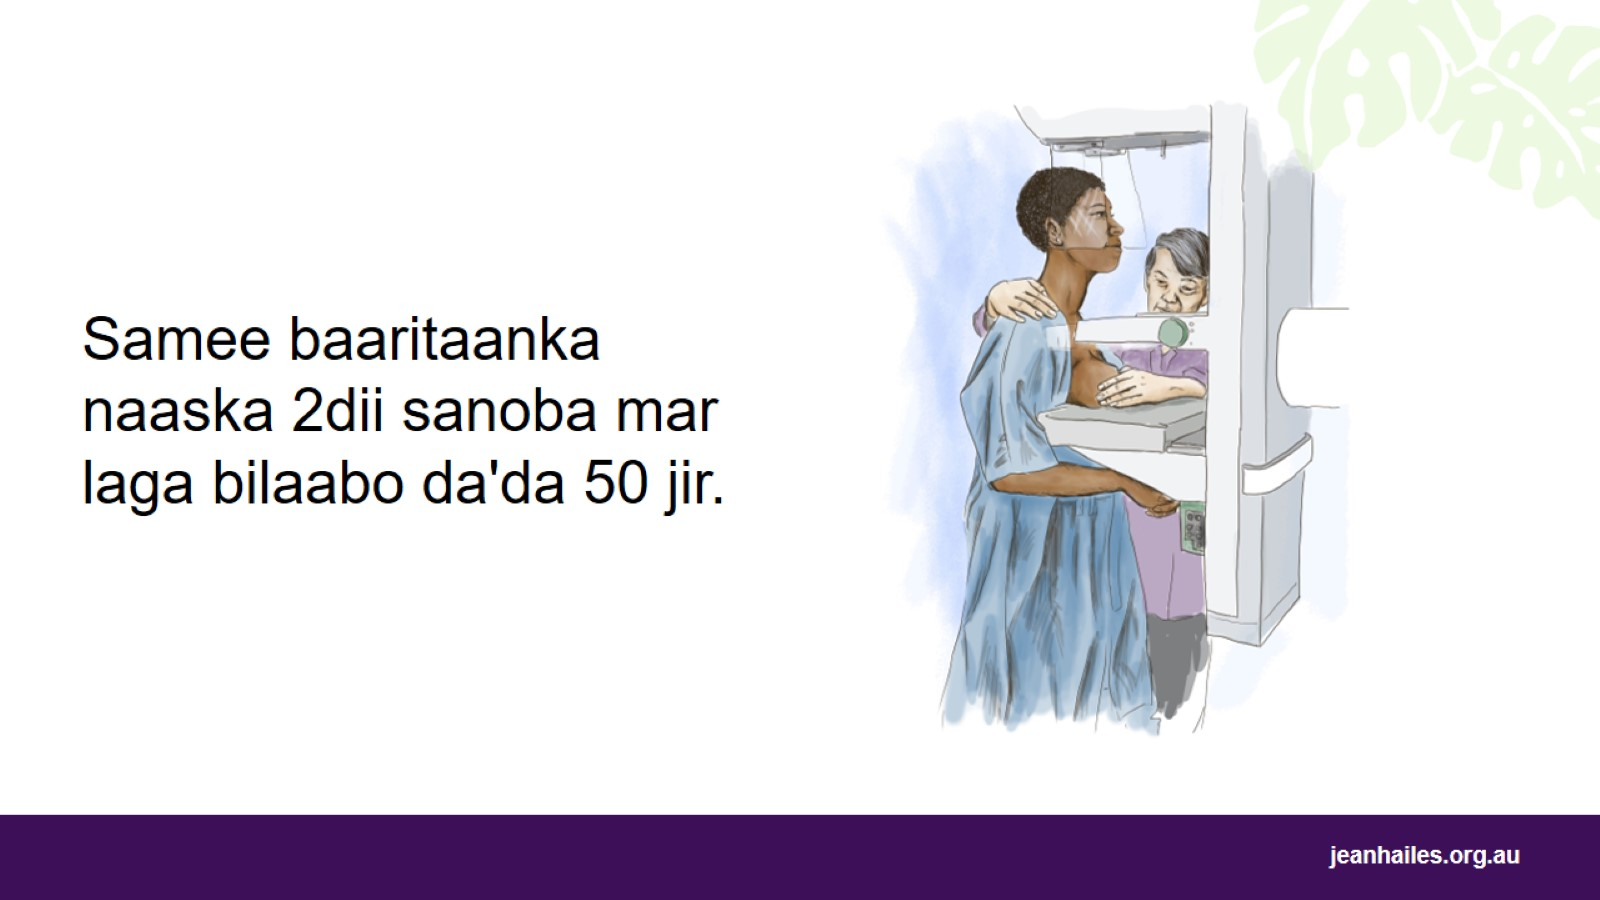 Samee baaritaanka
naaska 2dii sanoba mar
laga bilaabo da'da 50 jir.
jeanhailes.org.au